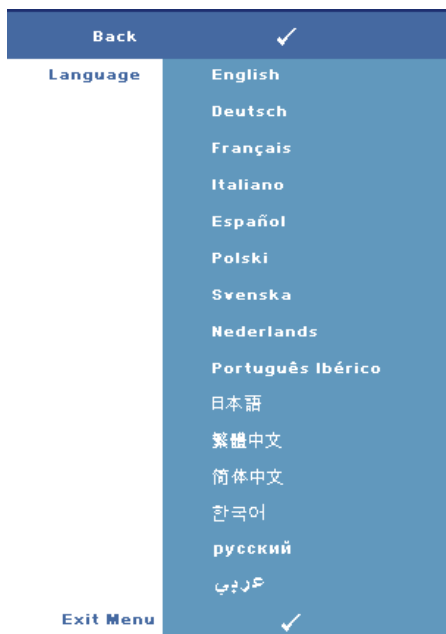 Back ✓
Language English
Deutsch
Français
Italiano
Español
Polski
Svenska
Nederlands
Português Ibérico
日本語
繁體中文
简体中文
한국어
русский
عربي
Exit Menu ✓